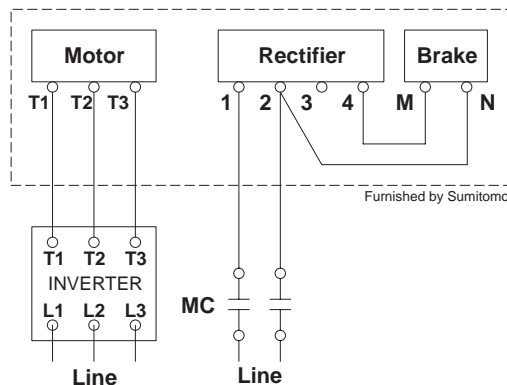 Motor Rectifier Brake
T1 T2 T3 1 2 3 4 M N
Furnished by Sumitomo
T1 T2 T3
INVERTER
L1 L2 L3
MC
Line Line